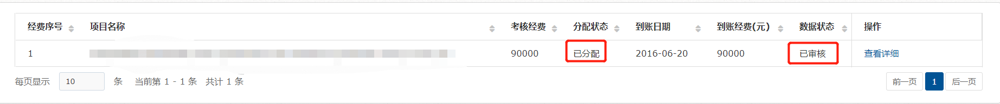 经费序号 项目名称 考核经费 分配状态 到账日期 到账经费(元) 数据状态 操作
1 90000 已分配 2016-06-20 90000 已审核 查看详细
每页显示 10 条 当前第 1 - 1 条 共计 1 条 前一页 1 后一页